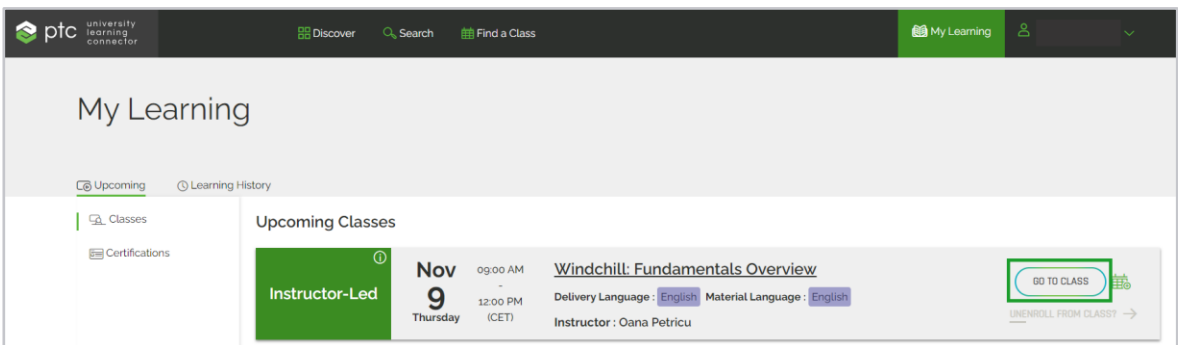 ptc university learning connector
Discover Search Find a Class My Learning
My Learning
Upcoming Learning History
Classes
Certifications
Upcoming Classes
Instructor-Led
Nov
9
Thursday
09:00 AM
-
12:00 PM
(CET)
Windchill: Fundamentals Overview
Delivery Language : English Material Language : English
Instructor : Oana Petricu
GO TO CLASS
UNENROLL FROM CLASS?